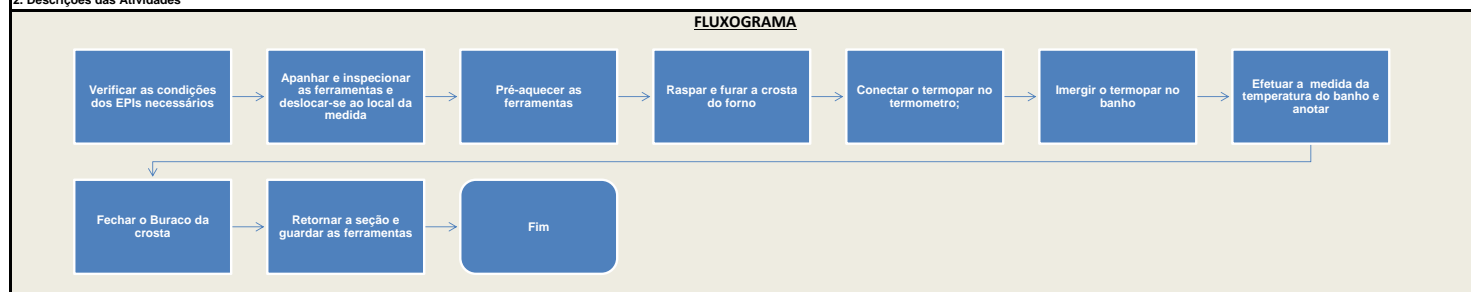 2. Descrições das Atividades
FLUXOGRAMA
Verificar as condições
dos EPIs necessários
Apanhar e inspecionar
as ferramentas e
deslocar-se ao local da
medida
Pré-aquecer as
ferramentas
Raspar e furar a crosta
do forno
Conectar o termopar no
termometro;
Imergir o termopar no
banho
Efetuar a medida da
temperatura do banho e
anotar
Fechar o Buraco da
crosta
Retornar a seção e
guardar as ferramentas
Fim